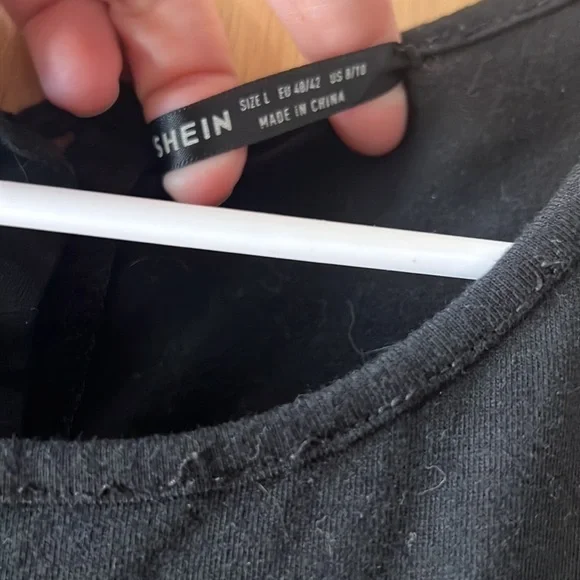 SHEIN
SIZE L EU 40/42 US 8/10
MADE IN CHINA